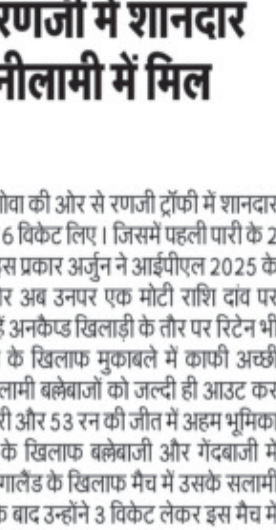 रणजी में शानदार
नीलामी में मिल
गोवा की ओर से रणजी ट्रॉफी में शानदार
6 विकेट लिए । जिसमें पहली पारी के 2
इस प्रकार अर्जुन ने आईपीएल 2025 के
र अब उनपर एक मोटी राशि दांव पर
हैं अनकैप्ड खिलाड़ी के तौर पर रिटेन भी
के खिलाफ मुकाबले में काफी अच्छी
लामी बल्लेबाजों को जल्दी ही आउट कर
री और 53 रन की जीत में अहम भूमिका
के खिलाफ बल्लेबाजी और गेंदबाजी में
गालैंड के खिलाफ मैच में उसके सलामी
के बाद उन्होंने 3 विकेट लेकर इस मैच में